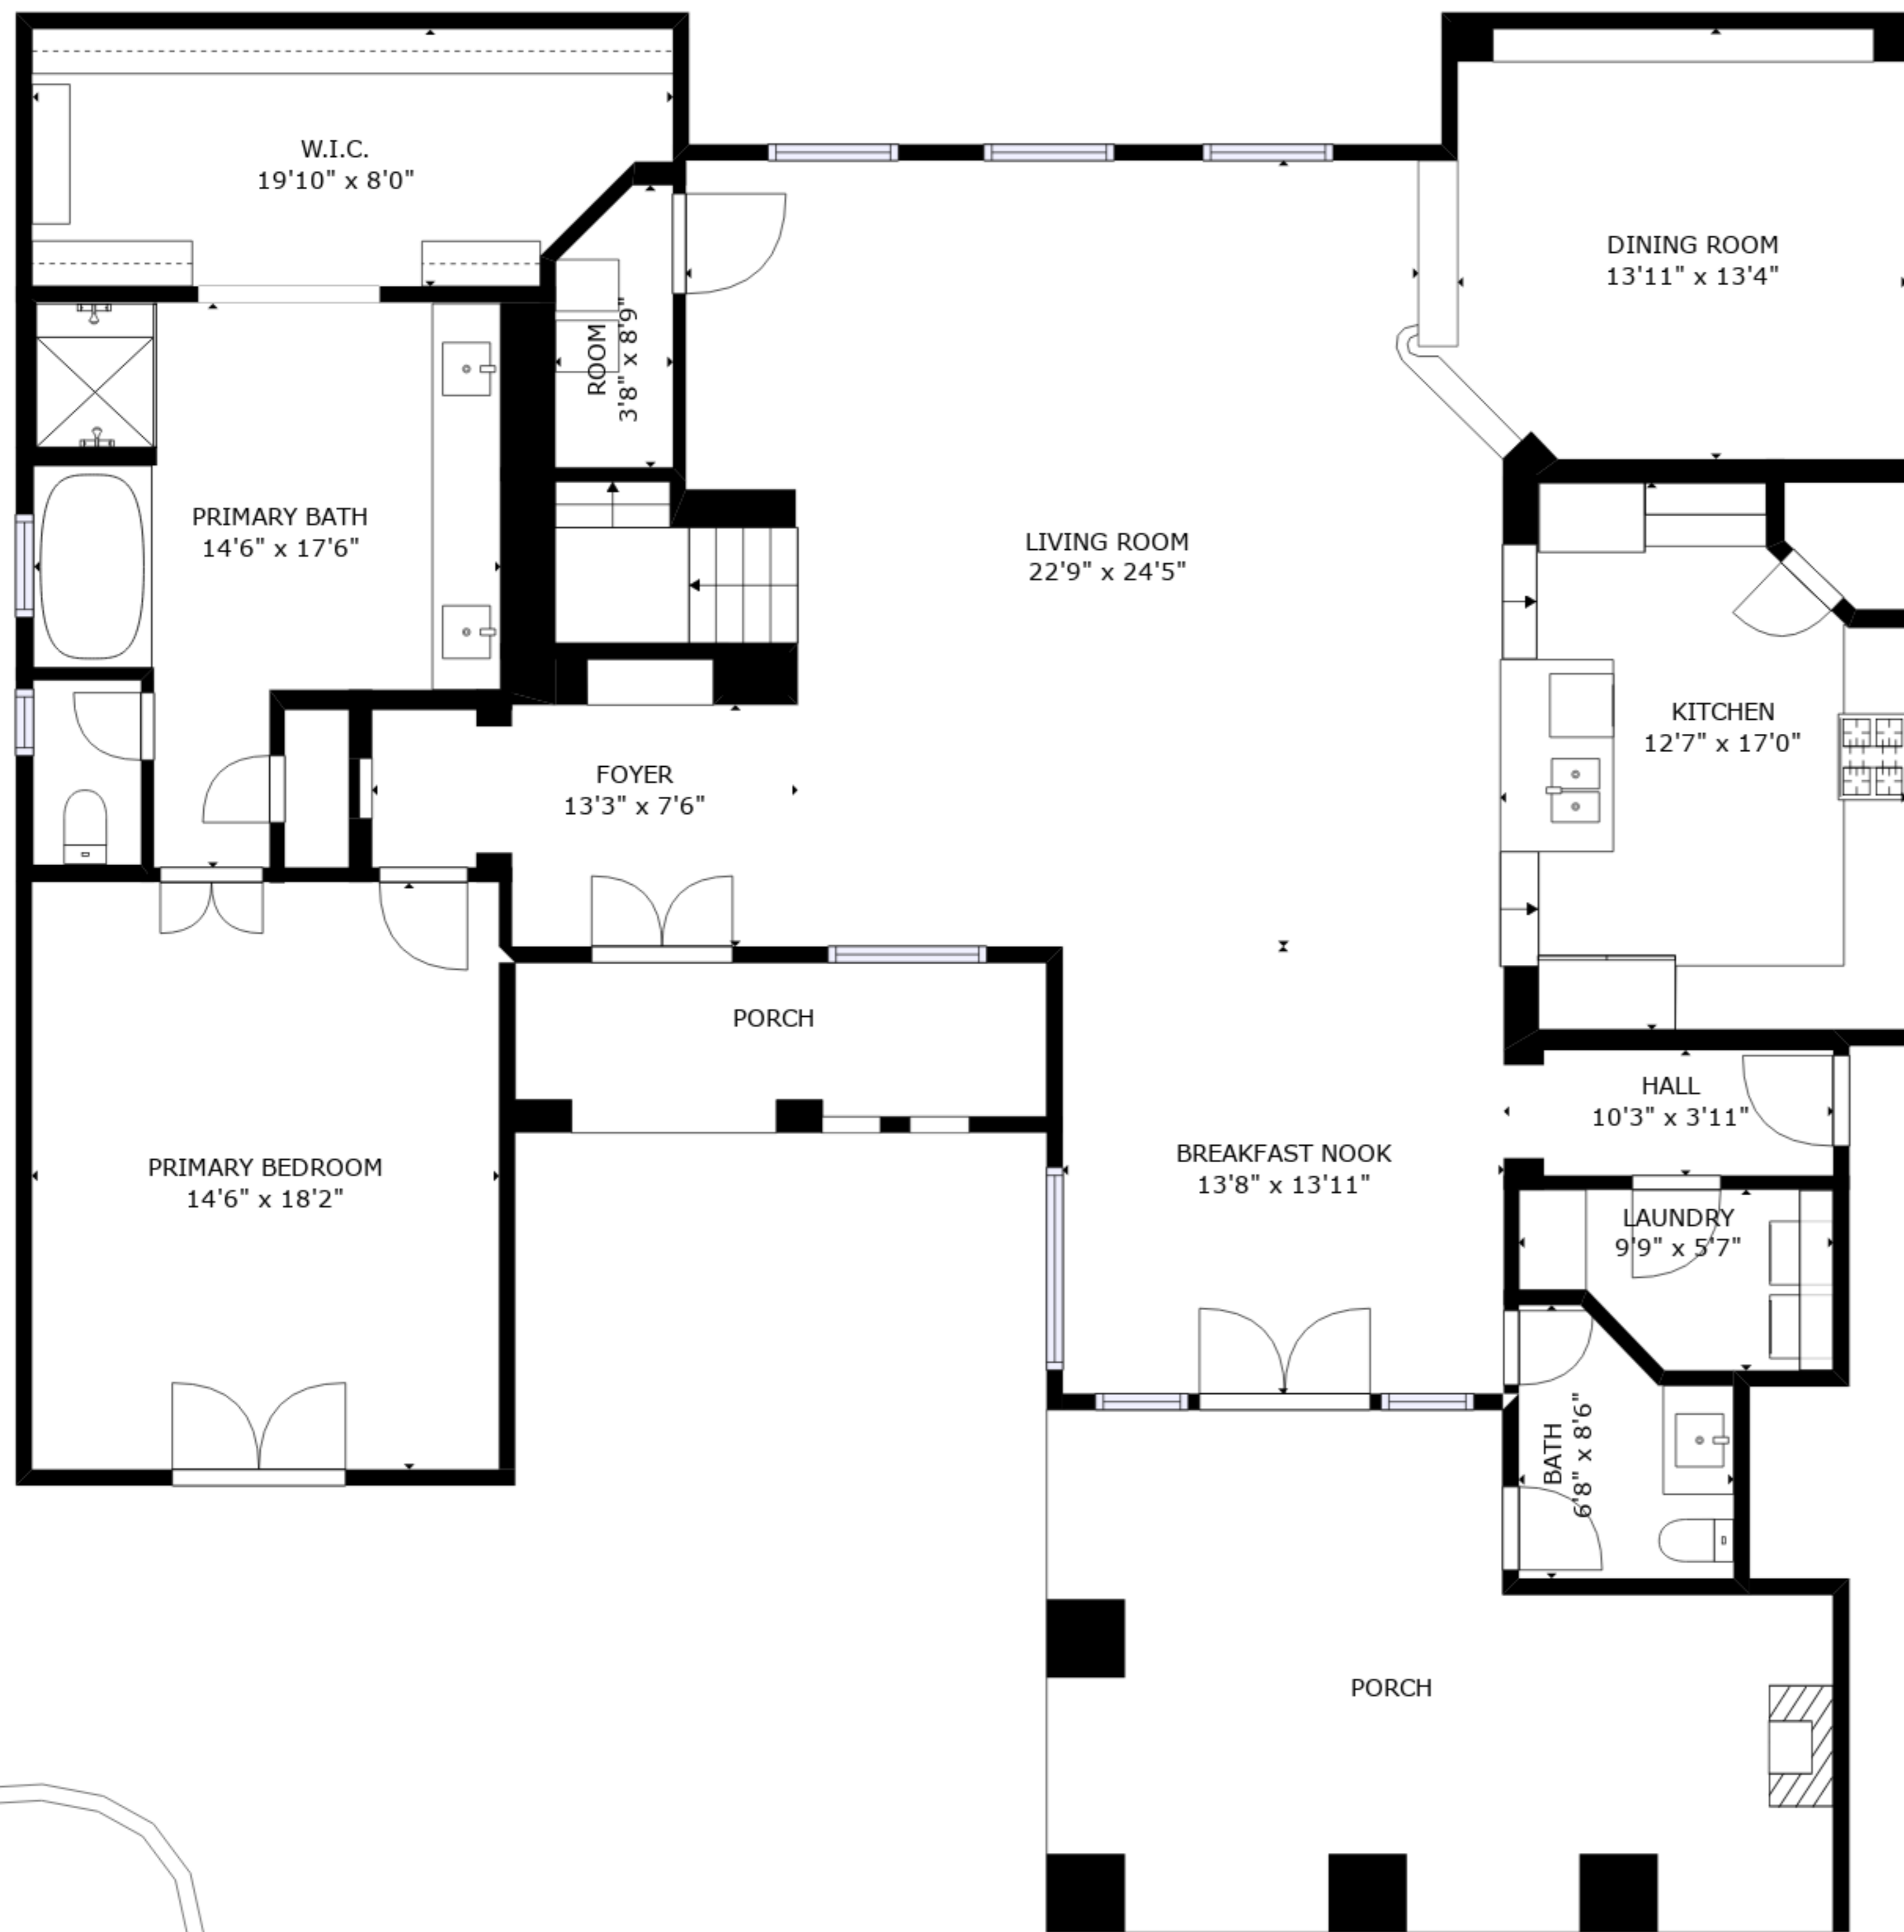 W.I.C.
19'10" x 8'0"
DINING ROOM
13'11" x 13'4"
ROOM
3'8" x 8'9"
PRIMARY BATH
14'6" x 17'6"
LIVING ROOM
22'9" x 24'5"
KITCHEN
12'7" x 17'0"
FOYER
13'3" x 7'6"
PORCH
HALL
10'3" x 3'11"
PRIMARY BEDROOM
14'6" x 18'2"
BREAKFAST NOOK
13'8" x 13'11"
LAUNDRY
9'9" x 5'7"
BATH
6'8" x 8'6"
PORCH